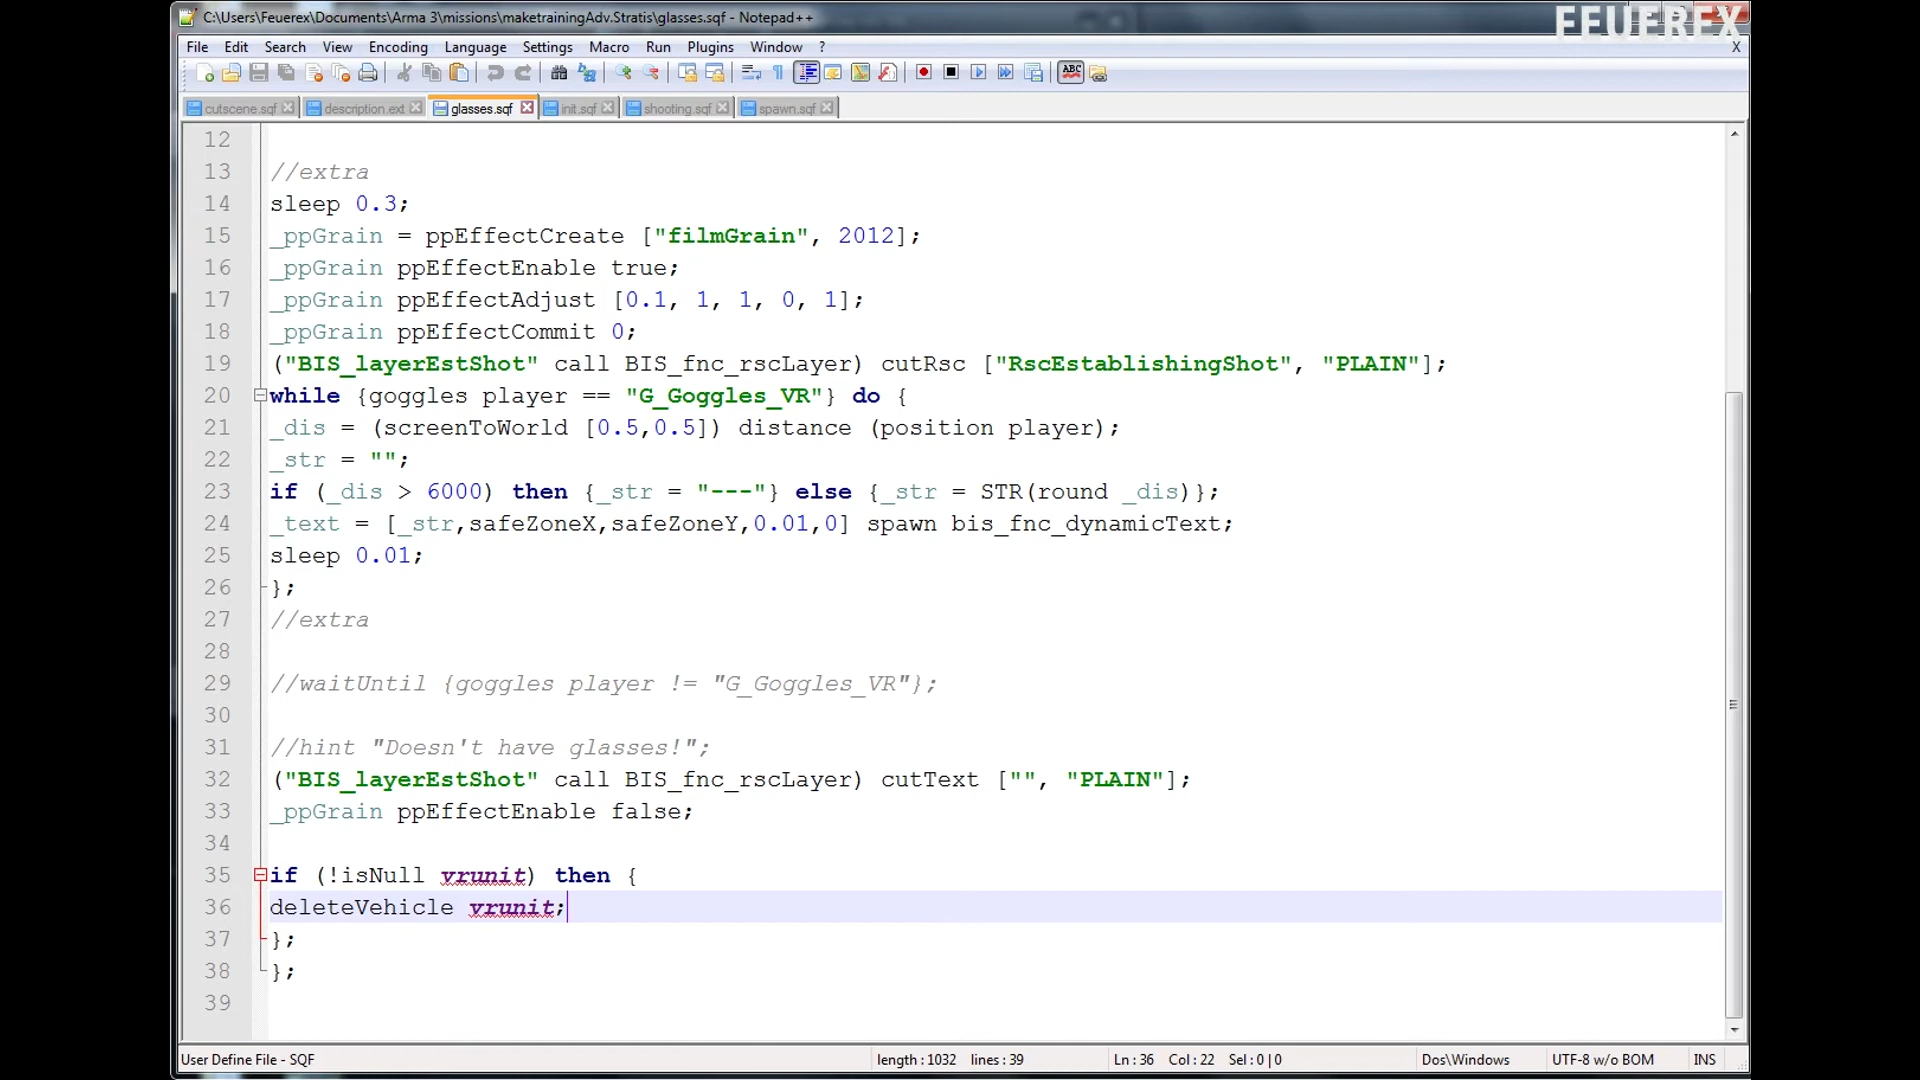 C:\Users\Feuerex\Documents\Arma 3\missions\maketrainingAdv.Stratis\glasses.sqf - Notepad++
FEUEREX
File Edit Search View Encoding Language Settings Macro Run Plugins Window ? X
ABC
cutscene.sqf description.ext glasses.sqf init.sqf shooting.sqf spawn.sqf
12
13 //extra
14 sleep 0.3;
15 _ppGrain = ppEffectCreate ["filmGrain", 2012];
16 _ppGrain ppEffectEnable true;
17 _ppGrain ppEffectAdjust [0.1, 1, 1, 0, 1];
18 _ppGrain ppEffectCommit 0;
19 ("BIS_layerEstShot" call BIS_fnc_rscLayer) cutRsc ["RscEstablishingShot", "PLAIN"];
20 while {goggles player == "G_Goggles_VR"} do {
21 _dis = (screenToWorld [0.5,0.5]) distance (position player);
22 _str = "";
23 if (_dis > 6000) then {_str = "---"} else {_str = STR(round _dis)};
24 _text = [_str,safeZoneX,safeZoneY,0.01,0] spawn bis_fnc_dynamicText;
25 sleep 0.01;
26 };
27 //extra
28
29 //waitUntil {goggles player != "G_Goggles_VR"};
30
31 //hint "Doesn't have glasses!";
32 ("BIS_layerEstShot" call BIS_fnc_rscLayer) cutText ["", "PLAIN"];
33 _ppGrain ppEffectEnable false;
34
35 if (!isNull vrunit) then {
36 deleteVehicle vrunit;
37 };
38 };
39
User Define File - SQF length : 1032 lines : 39 Ln : 36 Col : 22 Sel : 0 | 0 Dos\Windows UTF-8 w/o BOM INS